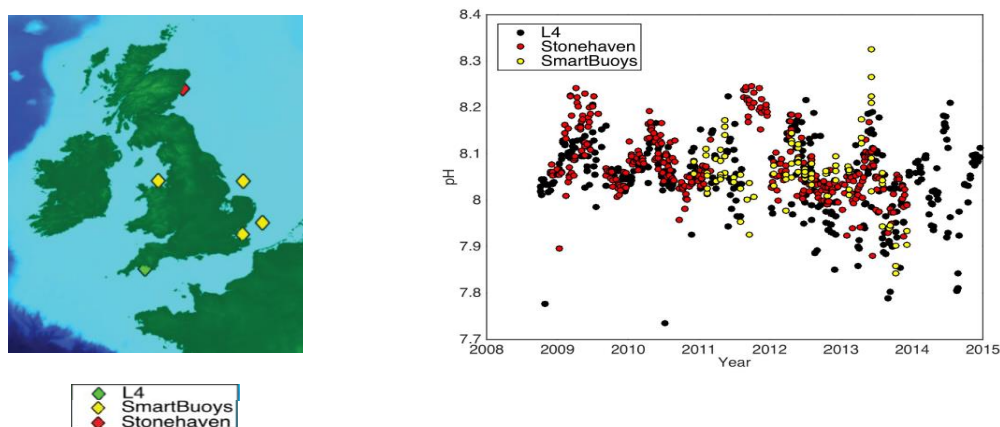 L4
SmartBuoys
Stonehaven
8.4
8.3
8.2
8.1
8
7.9
7.8
7.7
pH
L4
Stonehaven
SmartBuoys
2008 2009 2010 2011 2012 2013 2014 2015
Year